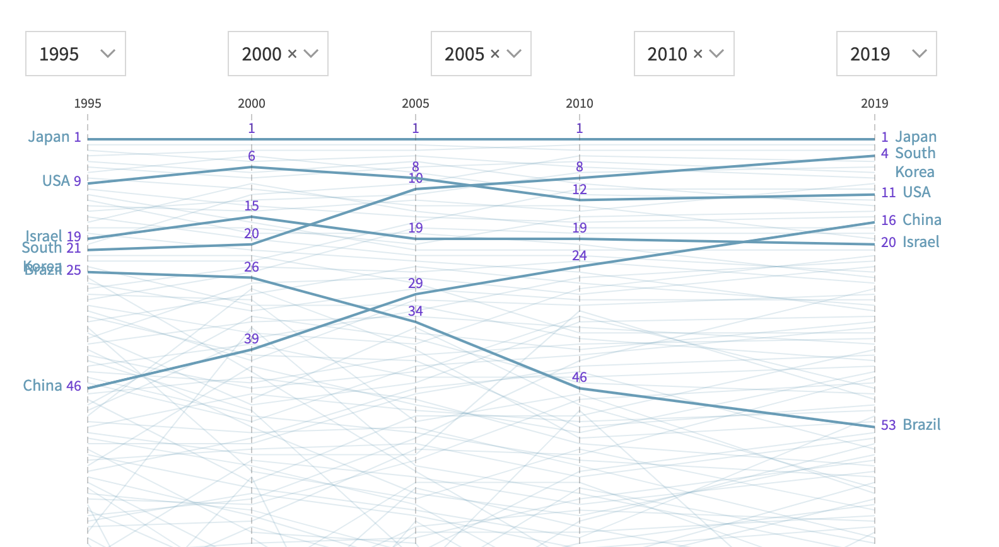 1995
2000 ×
2005 ×
2010 ×
2019
1995
2000
2005
2010
2019
Japan 1
1
1
1
1 Japan
USA 9
6
8
8
4 South
Korea
10
12
11 USA
Israel 19
15
19
19
16 China
South 21
Korea
20
20 Israel
Brazil 25
26
29
24
34
39
China 46
46
53 Brazil